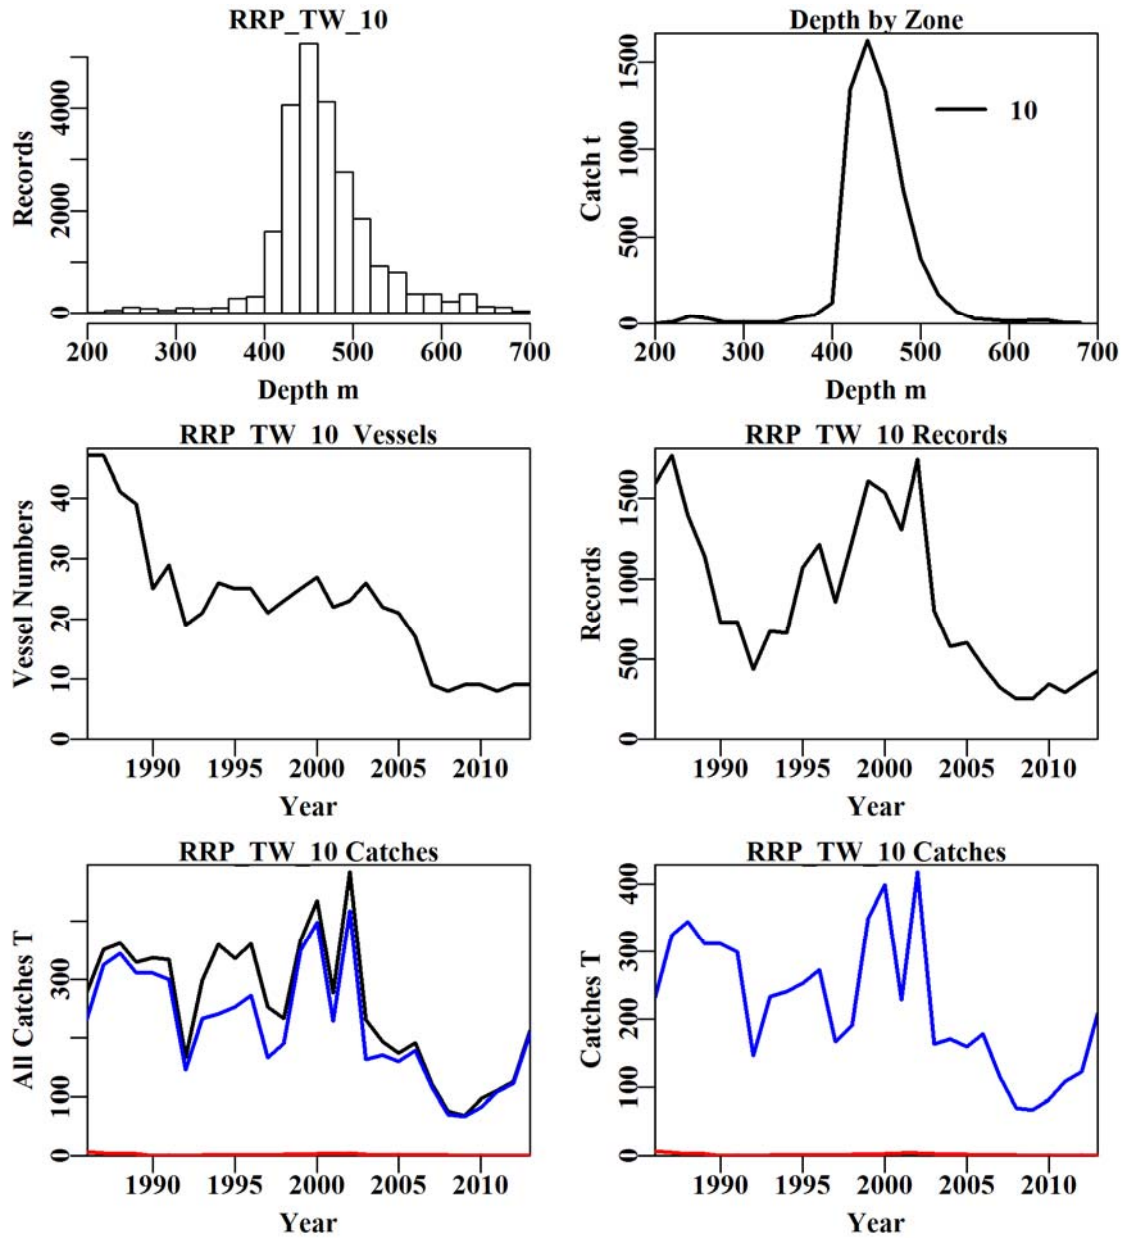 RRP_TW_10
Records
0
2000
4000
200 300 400 500 600 700
Depth m
Depth by Zone
Catch t
0
500
1000
1500
10
200 300 400 500 600 700
Depth m
RRP_TW_10_Vessels
Vessel Numbers
0
10
20
30
40
1990 1995 2000 2005 2010
Year
RRP_TW_10 Records
Records
0
500
1000
1500
1990 1995 2000 2005 2010
Year
RRP_TW_10 Catches
All Catches T
0
100
300
1990 1995 2000 2005 2010
Year
RRP_TW_10 Catches
Catches T
0
100
200
300
400
1990 1995 2000 2005 2010
Year